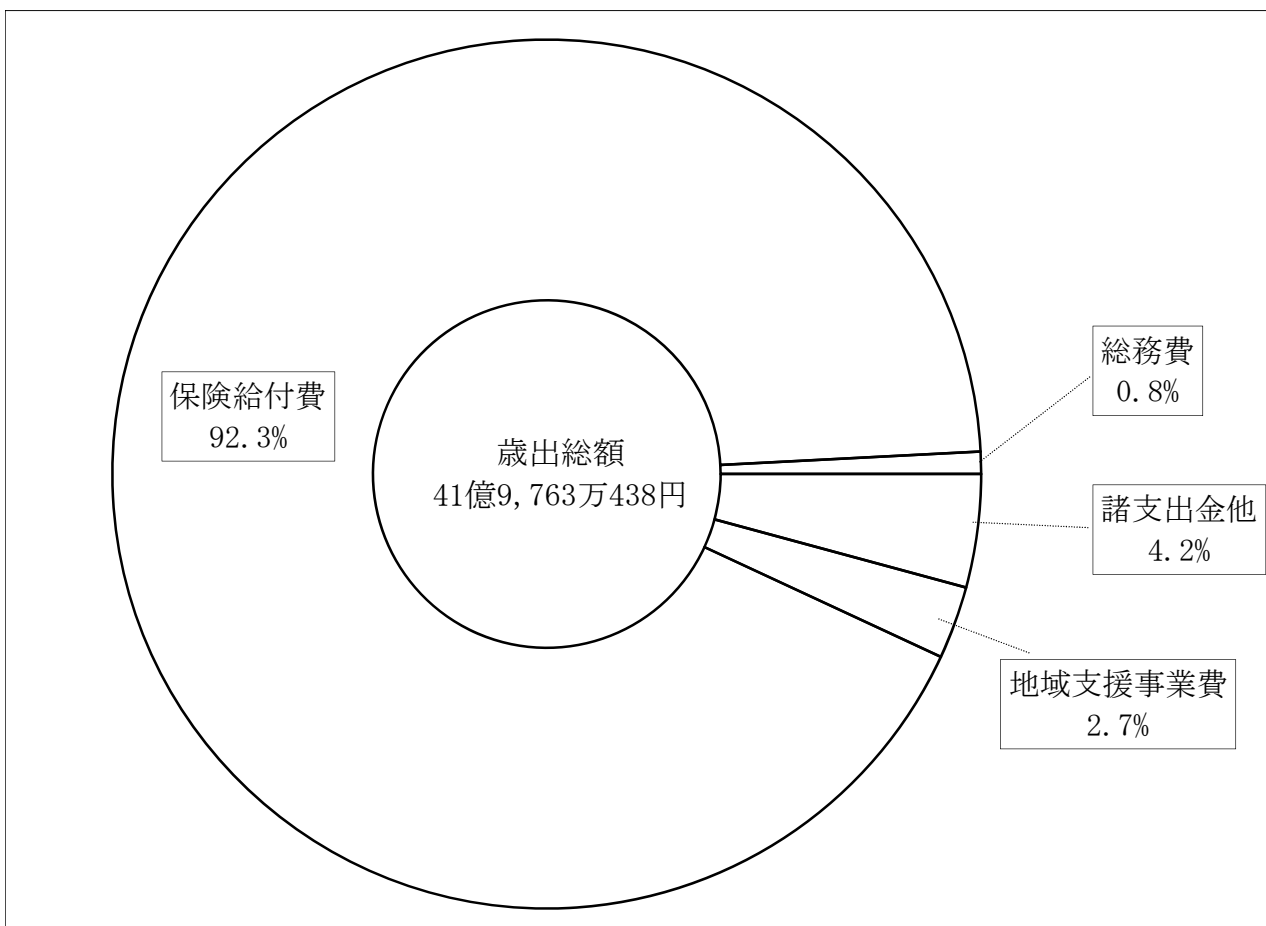 保険給付費
92.3%
歳出総額
41億9,763万438円
総務費
0.8%
諸支出金他
4.2%
地域支援事業費
2.7%